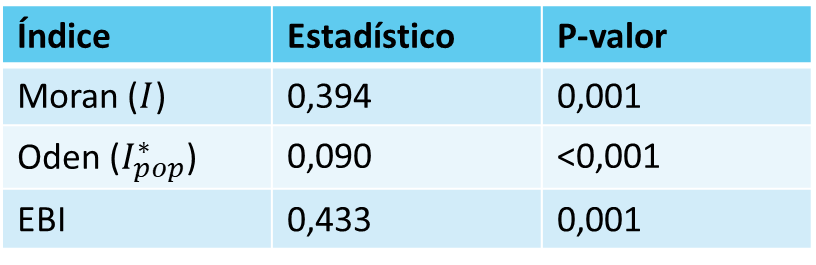 Índice Estadístico P-valor
Moran (𝐼) 0,394 0,001
Oden (𝐼*𝑝𝑜𝑝) 0,090 <0,001
EBI 0,433 0,001